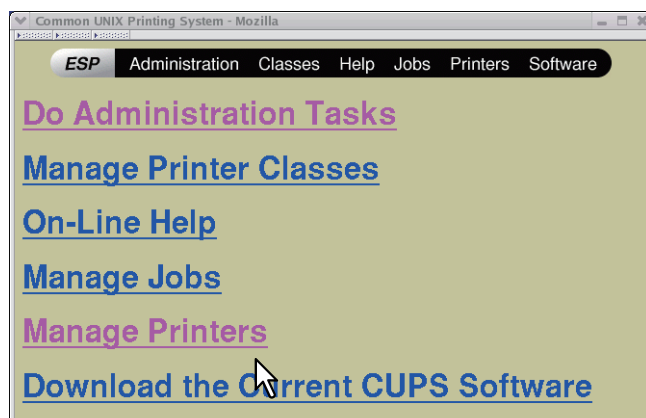 Common UNIX Printing System - Mozilla
ESP Administration Classes Help Jobs Printers Software
Do Administration Tasks
Manage Printer Classes
On-Line Help
Manage Jobs
Manage Printers
Download the Current CUPS Software